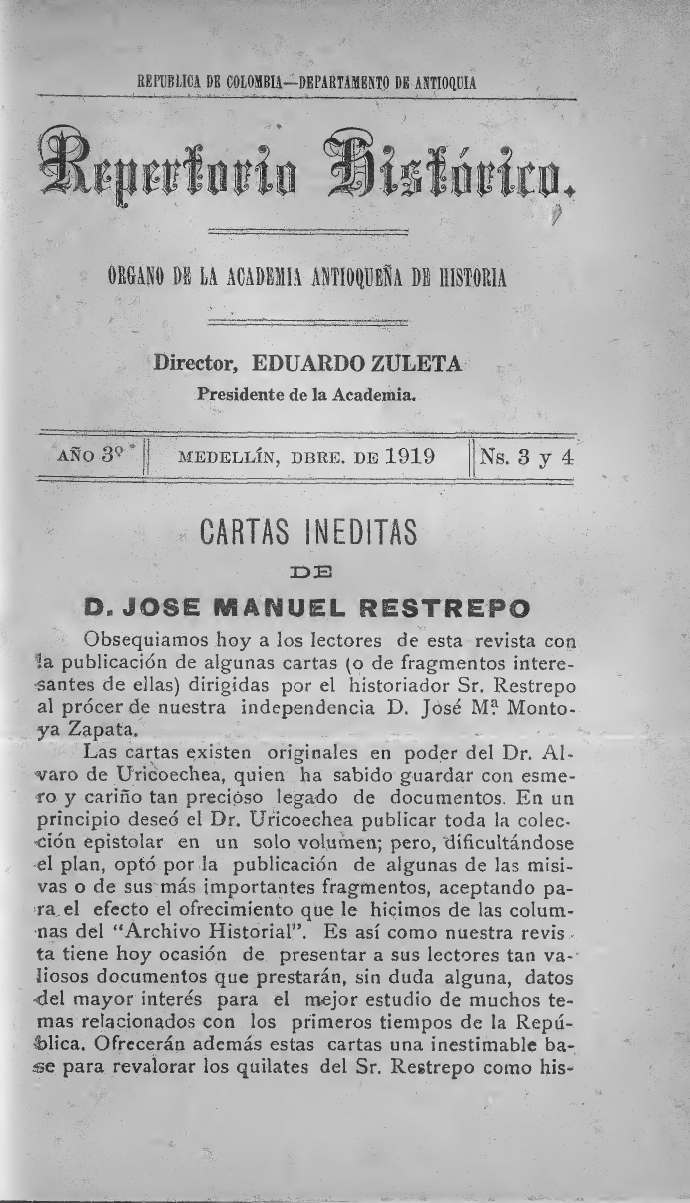 REPUBLICA DE COLOMBIA—DEPARTAMENTO DE ANTIOQUIA
Repertorio Histórico.
ORGANO DE LA ACADEMIA ANTIOQUEÑA DE HISTORIA
Director, EDUARDO ZULETA
Presidente de la Academia.
AÑO 3º MEDELLÍN, DBRE. DE 1919 Ns. 3 y 4
CARTAS INEDITAS
DE
D. JOSE MANUEL RESTREPO
Obsequiamos hoy a los lectores de esta revista con
la publicación de algunas cartas (o de fragmentos intere-
santes de ellas) dirigidas por el historiador Sr. Restrepo
al prócer de nuestra independencia D. José Mª Monto-
ya Zapata.
Las cartas existen originales en poder del Dr. Al-
varo de Uricoechea, quien ha sabido guardar con esme-
ro y cariño tan precioso legado de documentos. En un
principio deseó el Dr. Uricoechea publicar toda la colec-
ción epistolar en un solo volumen; pero, dificultándose
el plan, optó por la publicación de algunas de las misi-
vas o de sus más importantes fragmentos, aceptando pa-
ra el efecto el ofrecimiento que le hicimos de las colum-
nas del “Archivo Historial”. Es así como nuestra revis
ta tiene hoy ocasión de presentar a sus lectores tan va-
liosos documentos que prestarán, sin duda alguna, datos
del mayor interés para el mejor estudio de muchos te-
mas relacionados con los primeros tiempos de la Repú-
blica. Ofrecerán además estas cartas una inestimable ba-
se para revalorar los quilates del Sr. Restrepo como his-